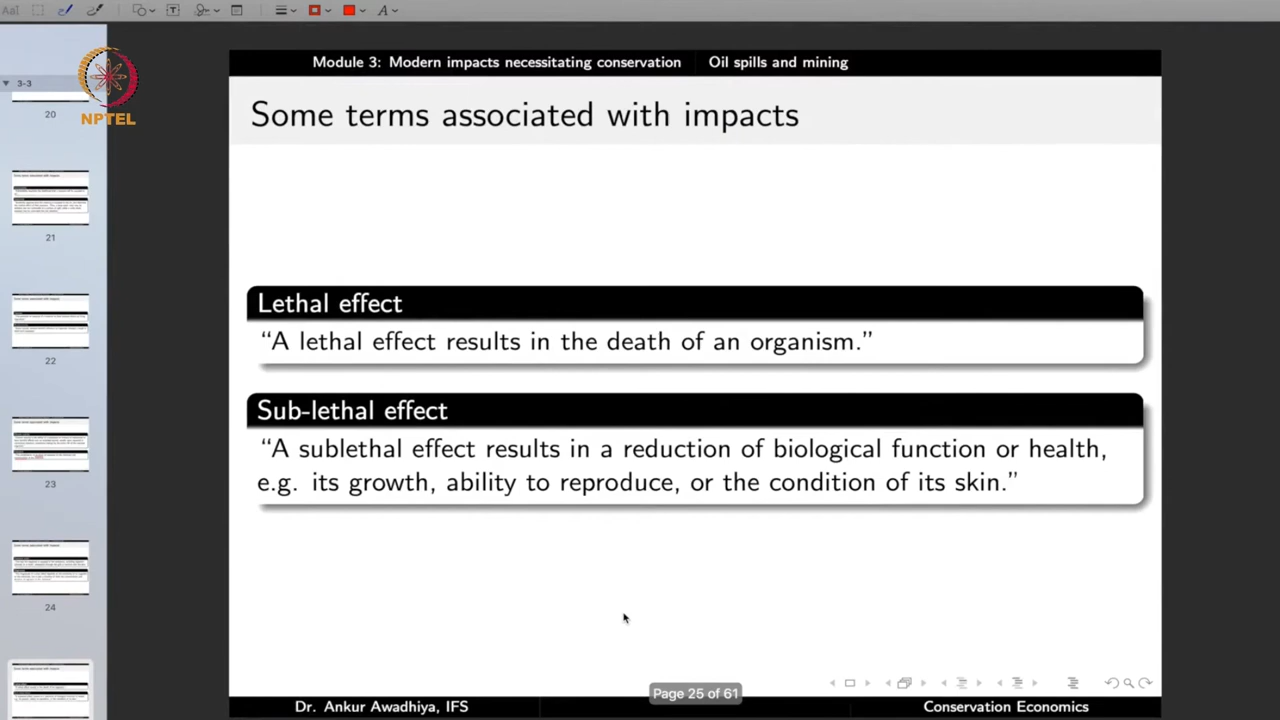 3-3
NPTEL
20
21
22
23
24
Module 3: Modern impacts necessitating conservation Oil spills and mining
Some terms associated with impacts
Lethal effect
“A lethal effect results in the death of an organism.”
Sub-lethal effect
“A sublethal effect results in a reduction of biological function or health,
e.g. its growth, ability to reproduce, or the condition of its skin.”
Page 25 of 61
Dr. Ankur Awadhiya, IFS Conservation Economics